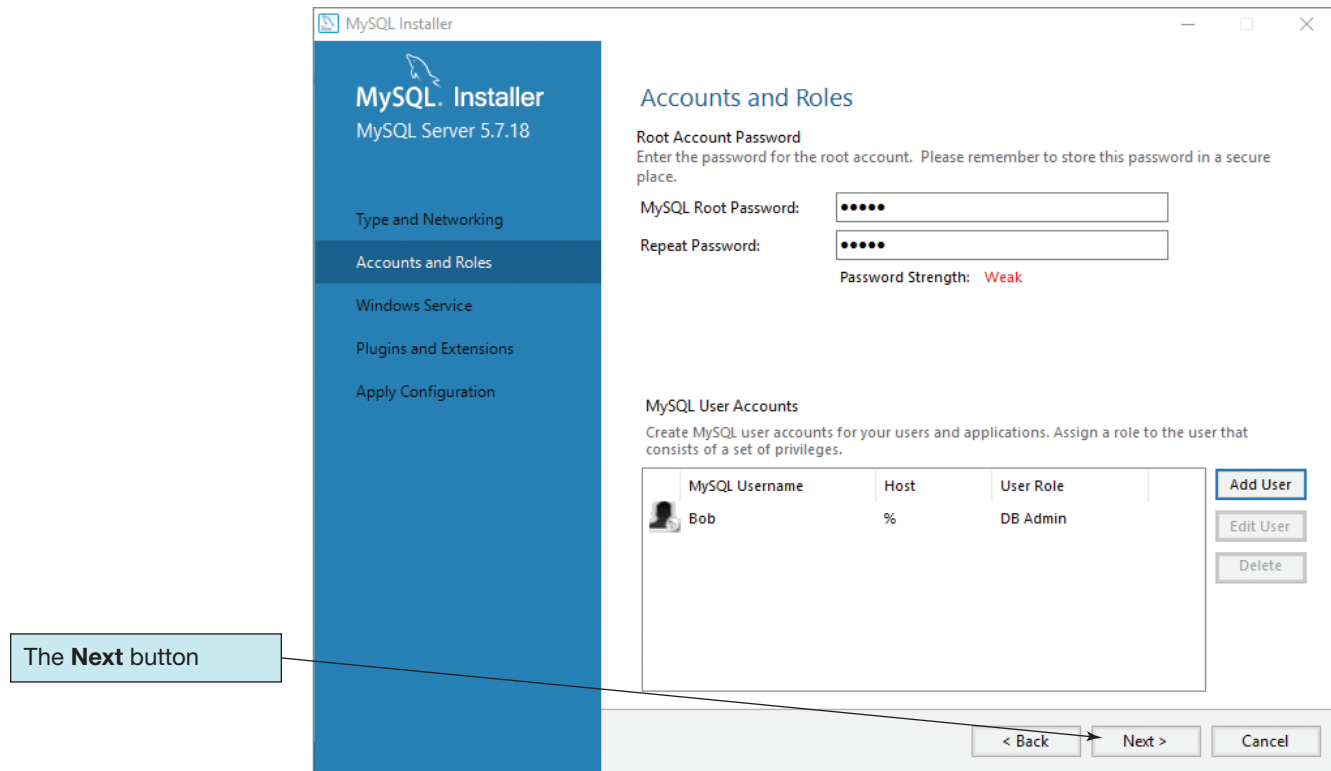 MySQL Installer
MySQL. Installer
MySQL Server 5.7.18
Type and Networking
Accounts and Roles
Windows Service
Plugins and Extensions
Apply Configuration
Accounts and Roles
Root Account Password
Enter the password for the root account. Please remember to store this password in a secure
place.
MySQL Root Password: •••••
Repeat Password: •••••
Password Strength: Weak
MySQL User Accounts
Create MySQL user accounts for your users and applications. Assign a role to the user that
consists of a set of privileges.
MySQL Username Host User Role
Bob % DB Admin
Add User
Edit User
Delete
The Next button
< Back Next > Cancel